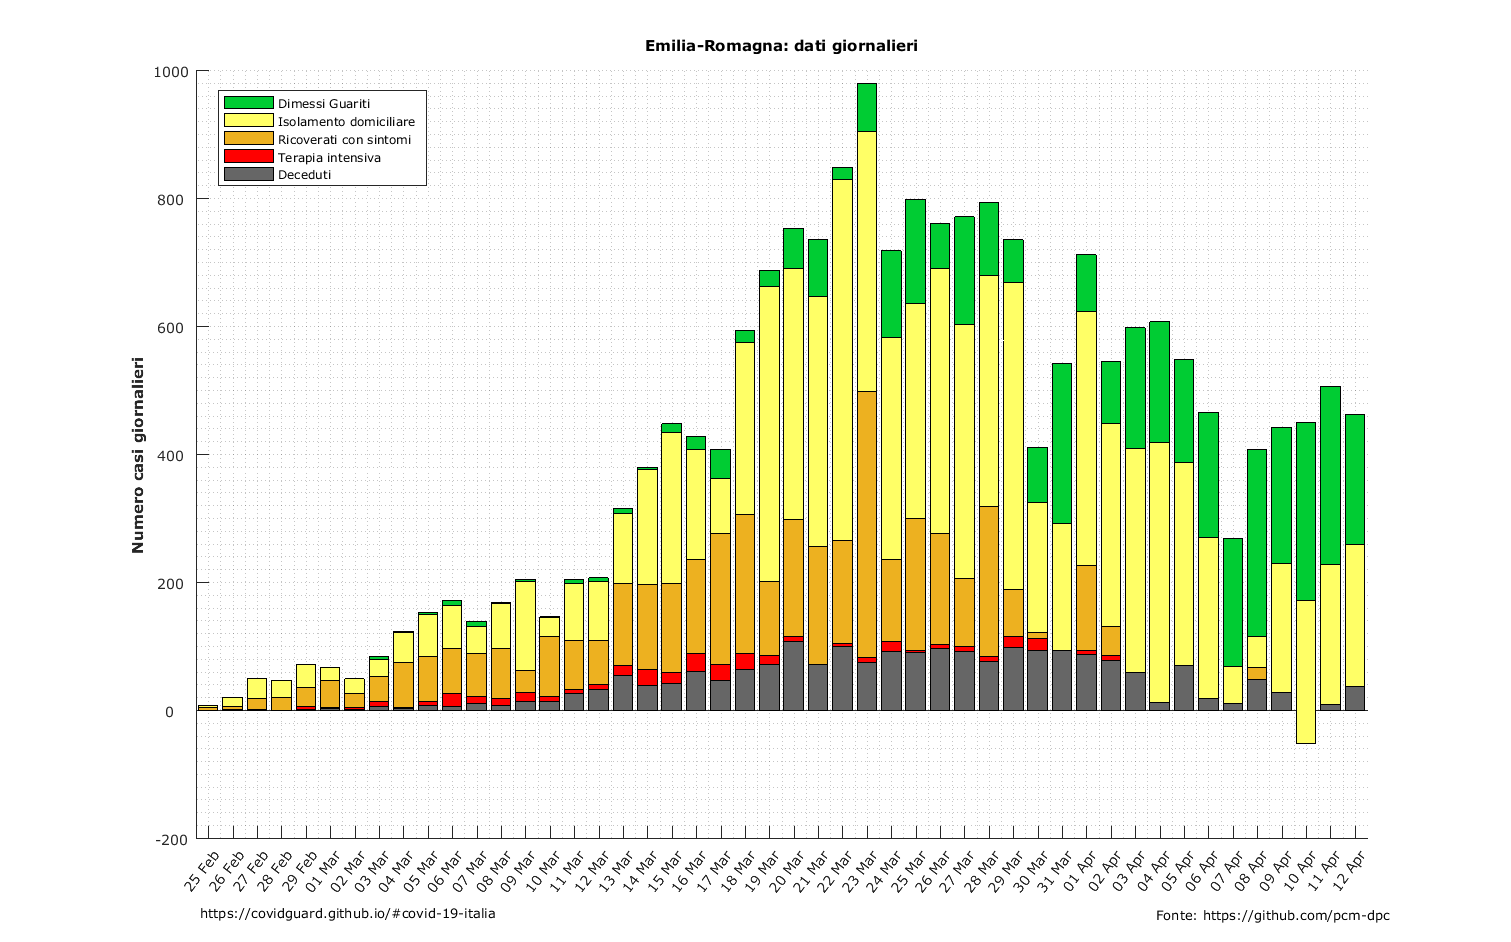 Emilia-Romagna: dati giornalieri
1000
800
600
400
200
0
-200
Numero casi giornalieri
Dimessi Guariti
Isolamento domiciliare
Ricoverati con sintomi
Terapia intensiva
Deceduti
25 Feb
26 Feb
27 Feb
28 Feb
29 Feb
01 Mar
02 Mar
03 Mar
04 Mar
05 Mar
06 Mar
07 Mar
08 Mar
09 Mar
10 Mar
11 Mar
12 Mar
13 Mar
14 Mar
15 Mar
16 Mar
17 Mar
18 Mar
19 Mar
20 Mar
21 Mar
22 Mar
23 Mar
24 Mar
25 Mar
26 Mar
27 Mar
28 Mar
29 Mar
30 Mar
31 Mar
01 Apr
02 Apr
03 Apr
04 Apr
05 Apr
06 Apr
07 Apr
08 Apr
09 Apr
10 Apr
11 Apr
12 Apr
https://covidguard.github.io/#covid-19-italia
Fonte: https://github.com/pcm-dpc